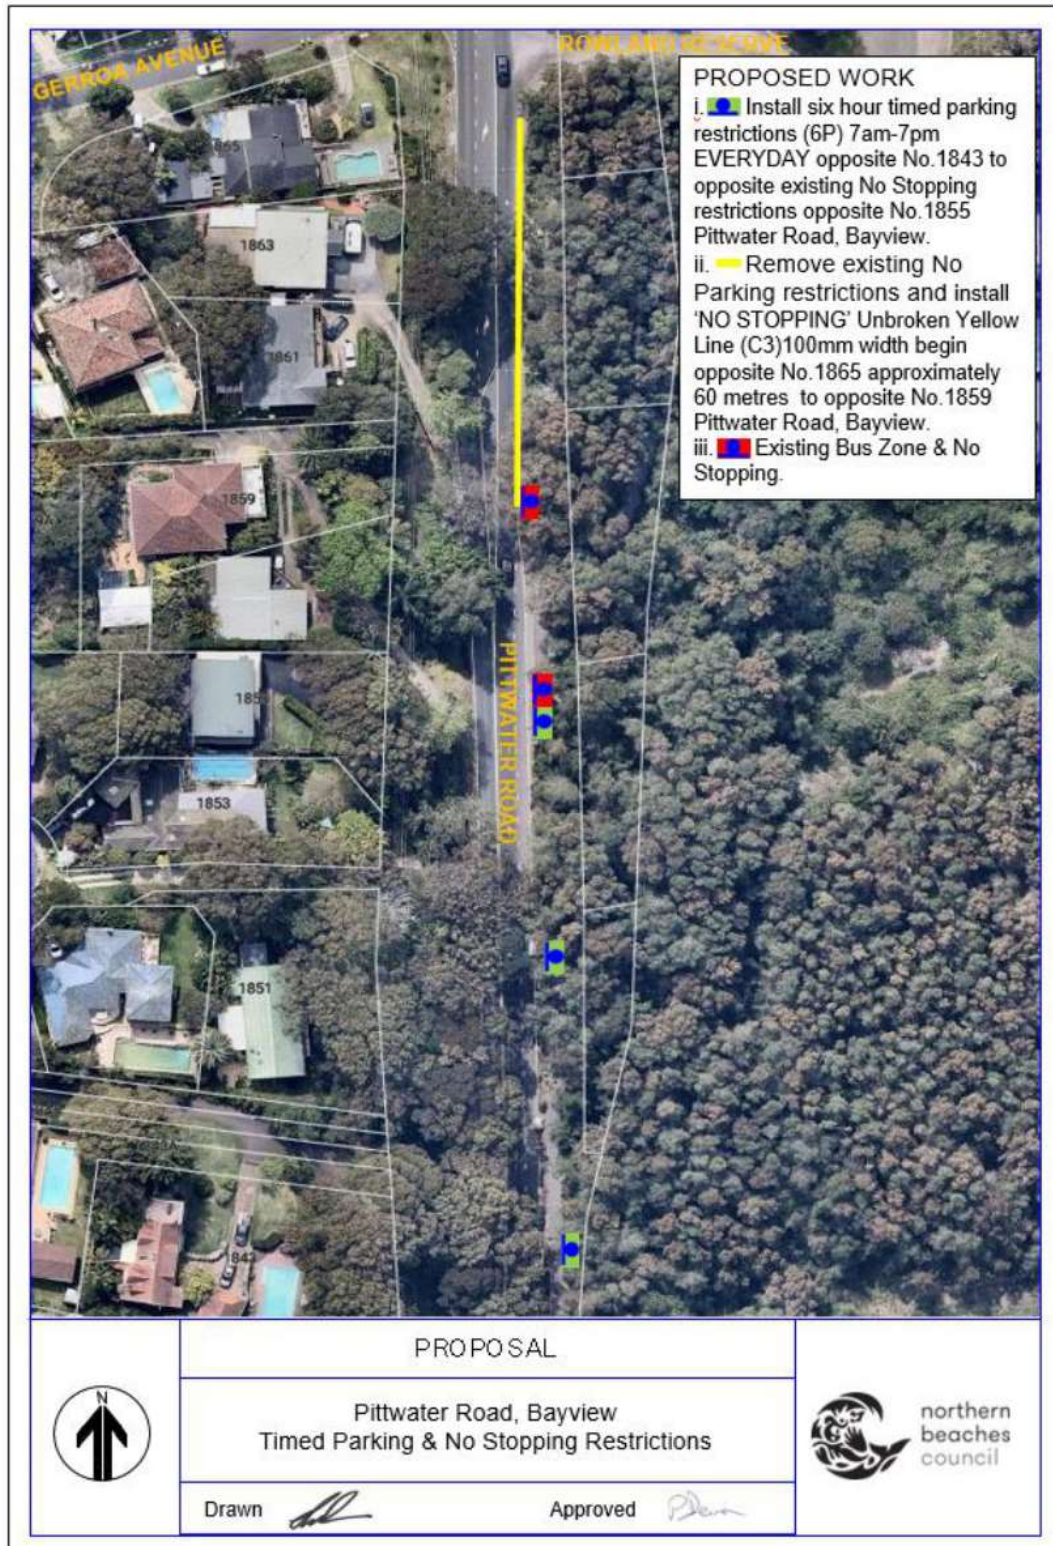 ROWLAND RESERVE
GERROA AVENUE
PROPOSED WORK
i. Install six hour timed parking
restrictions (6P) 7am-7pm
EVERYDAY opposite No.1843 to
opposite existing No Stopping
restrictions opposite No.1855
Pittwater Road, Bayview.
ii. Remove existing No
Parking restrictions and install
‘NO STOPPING’ Unbroken Yellow
Line (C3)100mm width begin
opposite No.1865 approximately
60 metres to opposite No.1859
Pittwater Road, Bayview.
iii. Existing Bus Zone & No
Stopping.
1865
1863
1861
1859
PITTWATER ROAD
1853
1851
PROPOSAL
N
Pittwater Road, Bayview
Timed Parking & No Stopping Restrictions
northern
beaches
council
Drawn
Approved